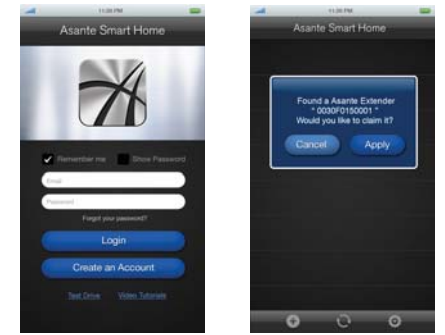 11:39 PM
Asante Smart Home
Remember me
Show Password
Email
Password
Forgot your password?
Login
Create an Account
Test Drive
Video Tutorials
11:39 PM
Asante Smart Home
Found a Asante Extender
" 0030F0150001 "
Would you like to claim it?
Cancel
Apply